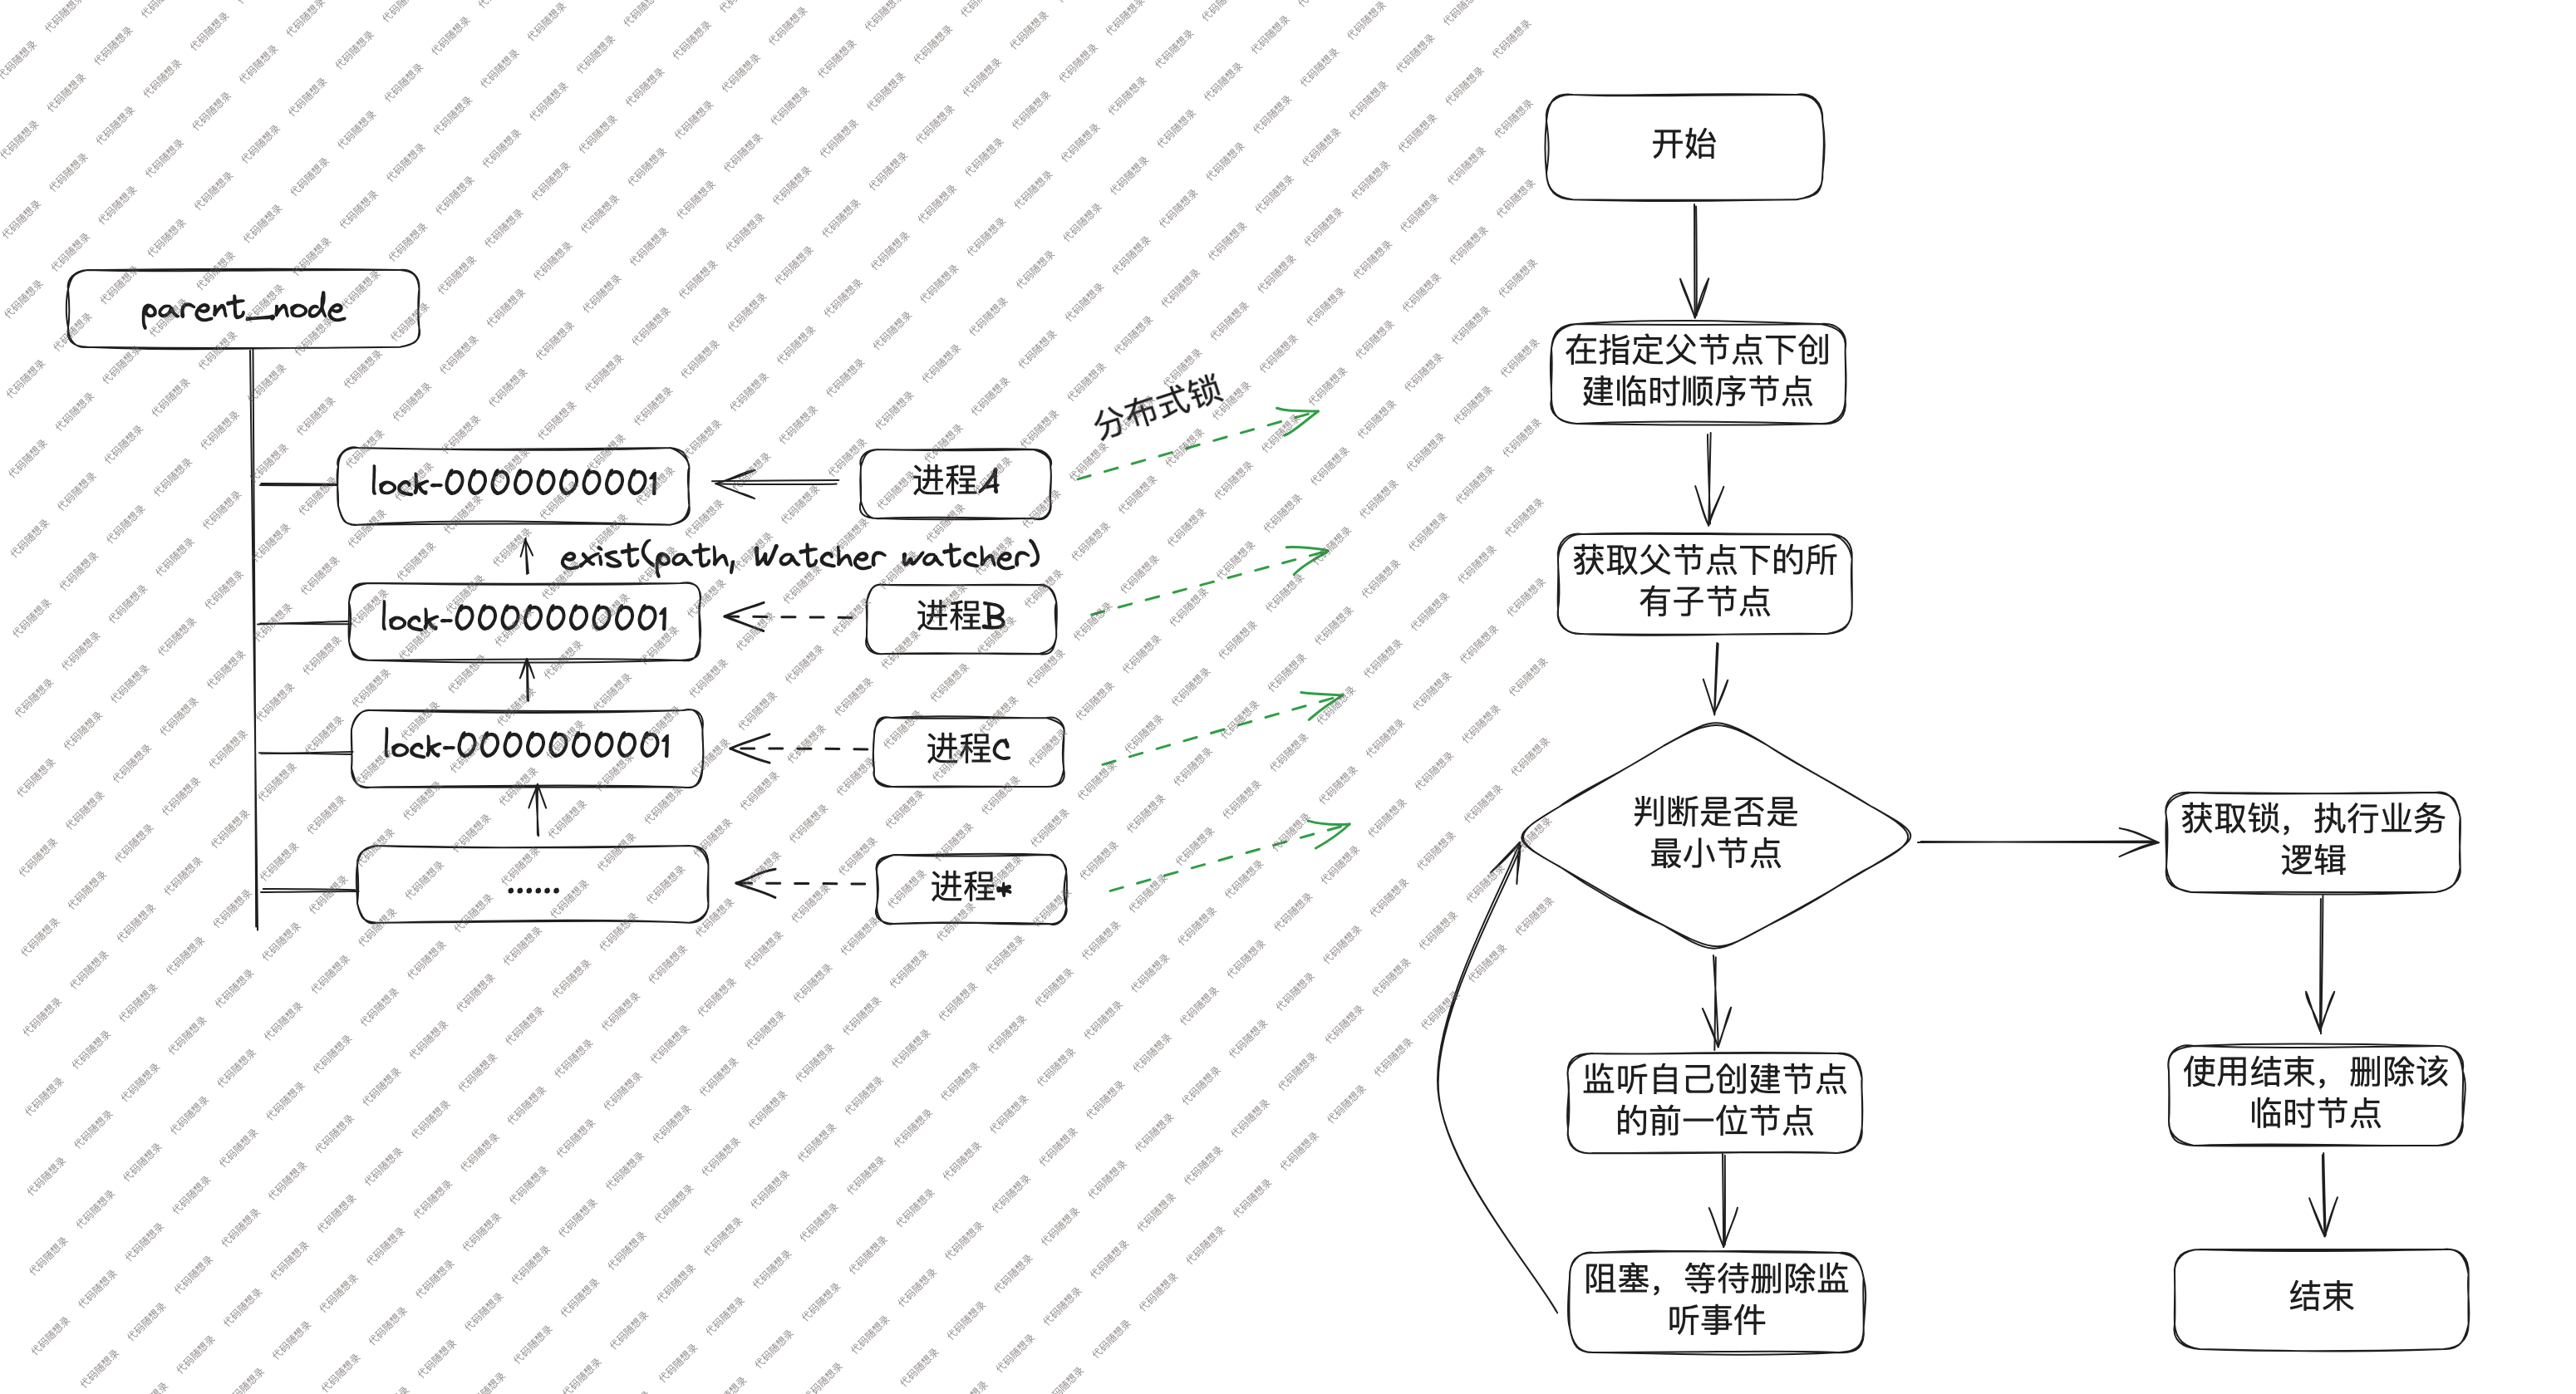 parent_node
lock-0000000001
进程A
exist(path, Watcher watcher)
lock-0000000001
进程B
lock-0000000001
进程C
......
进程*
分布式锁
开始
在指定父节点下创
建临时顺序节点
获取父节点下的所
有子节点
判断是否是
最小节点
监听自己创建节点
的前一位节点
阻塞，等待删除监
听事件
获取锁，执行业务
逻辑
使用结束，删除该
临时节点
结束
代码随想录